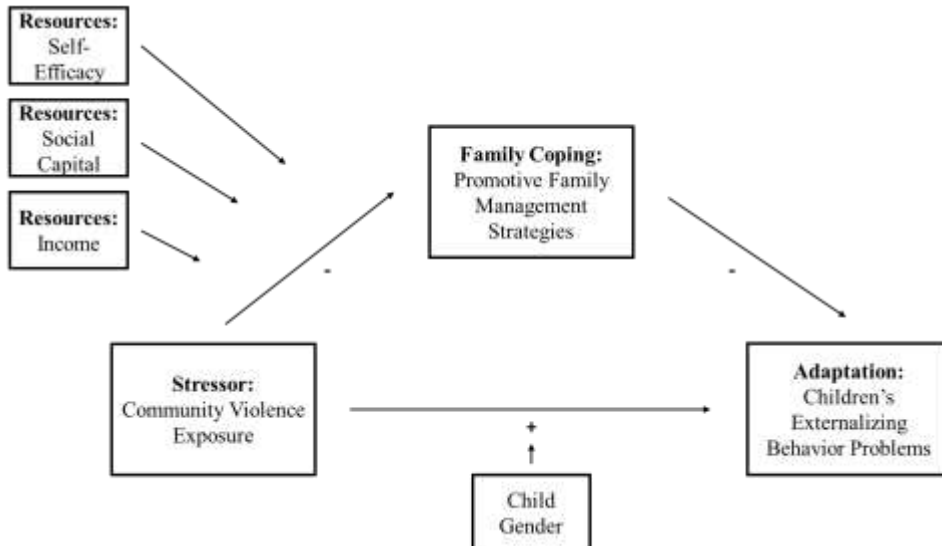 Resources:
Self-
Efficacy
Resources:
Social
Capital
Resources:
Income
Family Coping:
Promotive Family
Management
Strategies
-
-
Stressor:
Community Violence
Exposure
+
Adaptation:
Children's
Externalizing
Behavior Problems
Child
Gender